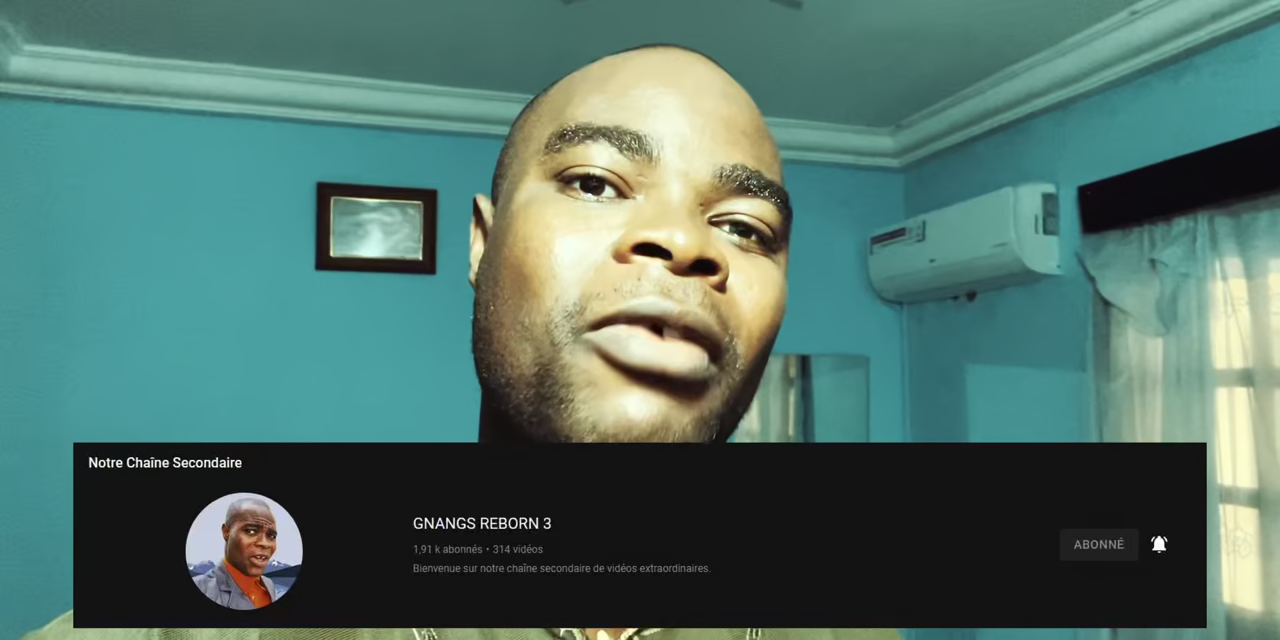 Notre Chaîne Secondaire
GNANGS REBORN 3
1,91 k abonnés • 314 vidéos
Bienvenue sur notre chaîne secondaire de vidéos extraordinaires.
ABONNÉ